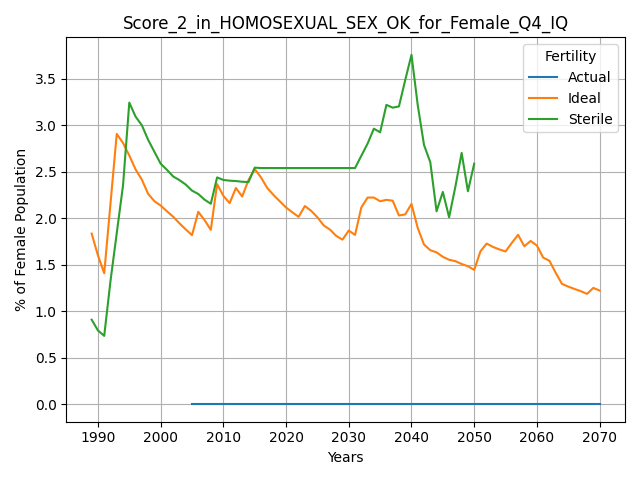 Score_2_in_HOMOSEXUAL_SEX_OK_for_Female_Q4_IQ
Fertility
Actual
Ideal
Sterile
% of Female Population
3.5
3.0
2.5
2.0
1.5
1.0
0.5
0.0
1990 2000 2010 2020 2030 2040 2050 2060 2070
Years